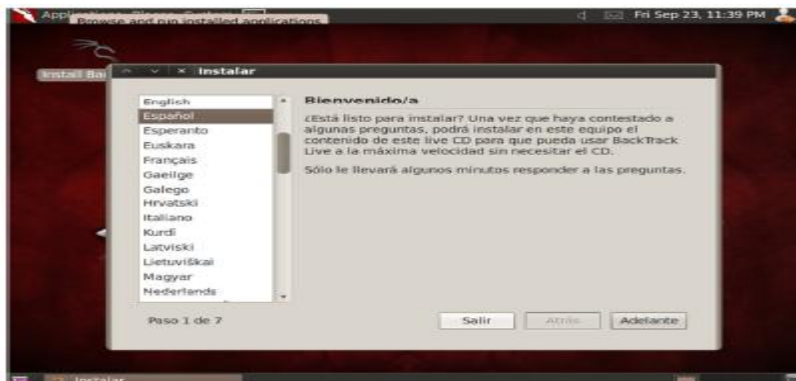 Fri Sep 23, 11:39 PM
Browse and run installed applications
Install
Instalar
English
Español
Esperanto
Euskara
Français
Gaeilge
Galego
Hrvatski
Italiano
Kurdî
Latviski
Lietuviškai
Magyar
Nederlands
Bienvenido/a
¿Está listo para instalar? Una vez que haya contestado a
algunas preguntas, podrá instalar en este equipo el
contenido de este live CD para que pueda usar BackTrack
Live a la máxima velocidad sin necesitar el CD.
Sólo le llevará algunos minutos responder a las preguntas.
Paso 1 de 7
Salir
Atrás
Adelante
Instalar